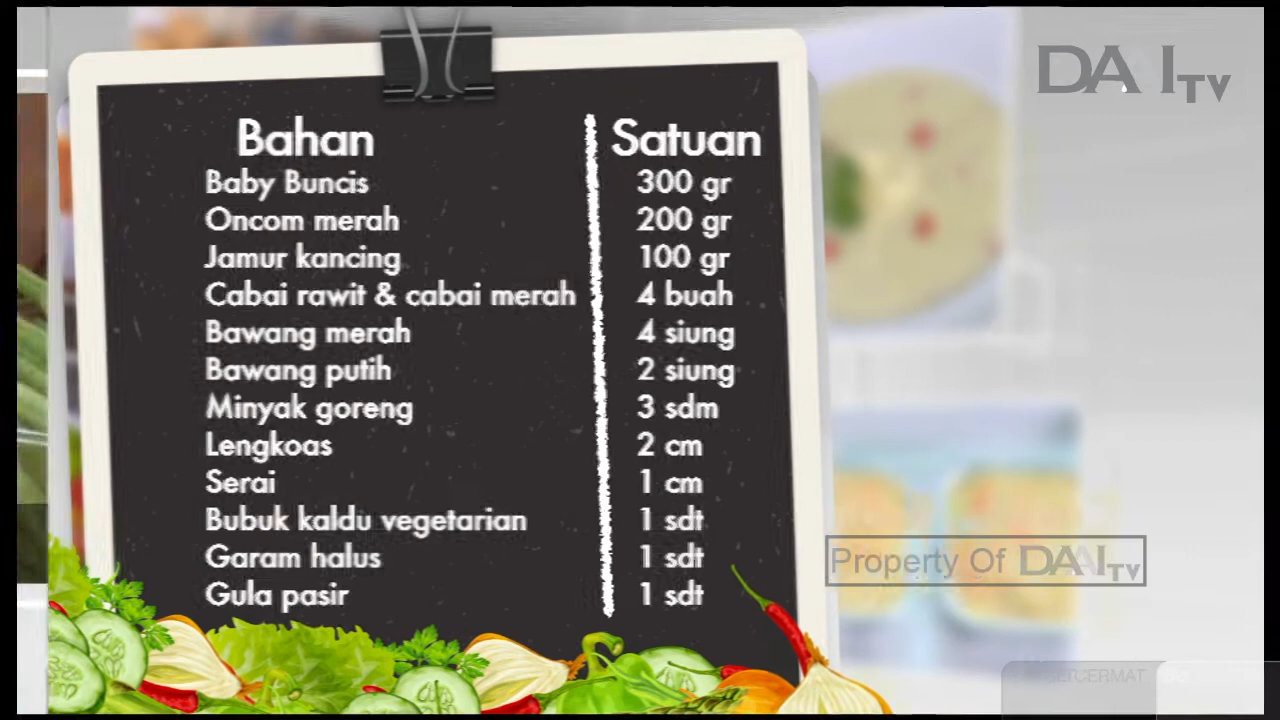 DAAI TV
Bahan Satuan
Baby Buncis 300 gr
Oncom merah 200 gr
Jamur kancing 100 gr
Cabai rawit & cabai merah 4 buah
Bawang merah 4 siung
Bawang putih 2 siung
Minyak goreng 3 sdm
Lengkoas 2 cm
Serai 1 cm
Bubuk kaldu vegetarian 1 sdt
Garam halus 1 sdt
Gula pasir 1 sdt
Property Of DAAI TV